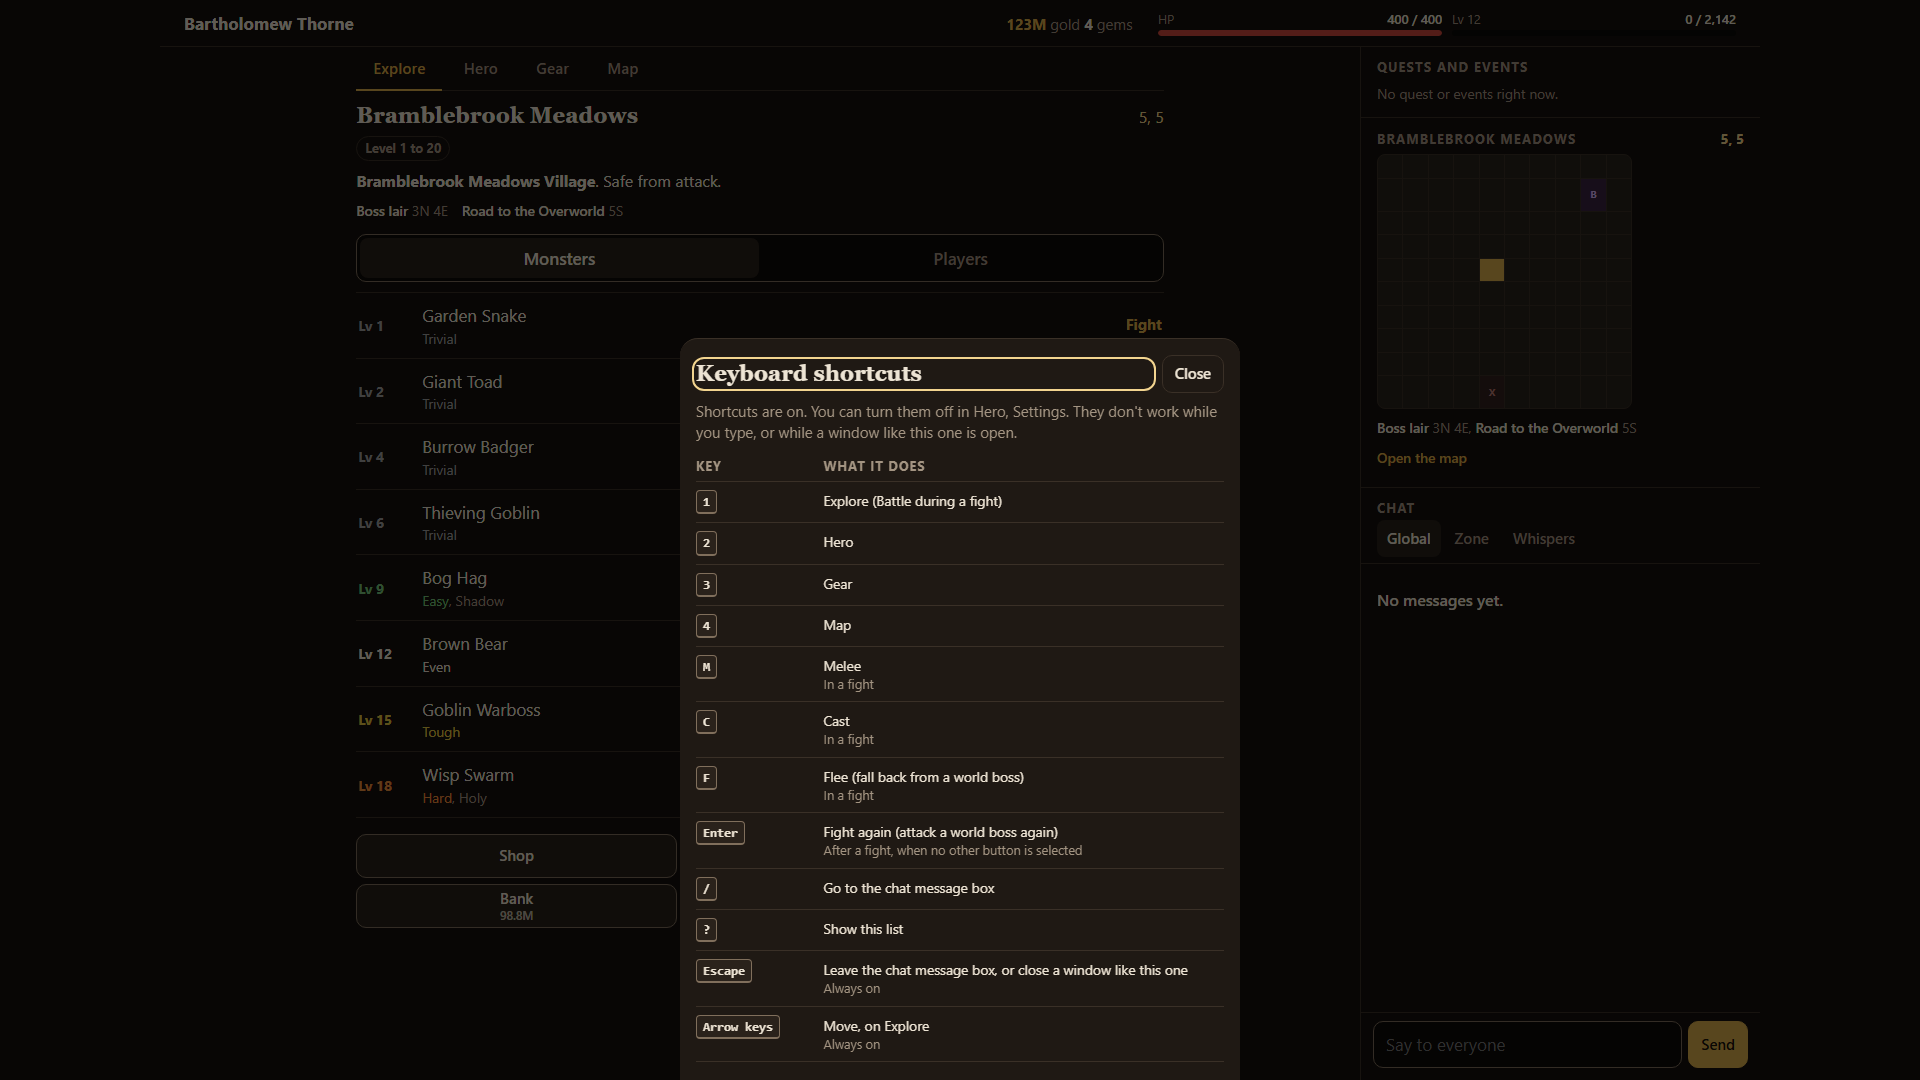 Bartholomew Thorne
123M gold 4 gems
HP 400 / 400
Lv 12 0 / 2,142
Explore Hero Gear Map
Bramblebrook Meadows 5, 5
Level 1 to 20
Bramblebrook Meadows Village. Safe from attack.
Boss lair 3N 4E Road to the Overworld 5S
Monsters Players
Lv 1 Garden Snake Fight
Trivial
Lv 2 Giant Toad
Trivial
Lv 4 Burrow Badger
Trivial
Lv 6 Thieving Goblin
Trivial
Lv 9 Bog Hag
Easy, Shadow
Lv 12 Brown Bear
Even
Lv 15 Goblin Warboss
Tough
Lv 18 Wisp Swarm
Hard, Holy
Shop
Bank
98.8M
Keyboard shortcuts Close
Shortcuts are on. You can turn them off in Hero, Settings. They don't work while
you type, or while a window like this one is open.
KEY WHAT IT DOES
1 Explore (Battle during a fight)
2 Hero
3 Gear
4 Map
M Melee
In a fight
C Cast
In a fight
F Flee (fall back from a world boss)
In a fight
Enter Fight again (attack a world boss again)
After a fight, when no other button is selected
/ Go to the chat message box
? Show this list
Escape Leave the chat message box, or close a window like this one
Always on
Arrow keys Move, on Explore
Always on
QUESTS AND EVENTS
No quest or events right now.
BRAMBLEBROOK MEADOWS 5, 5
B
X
Boss lair 3N 4E, Road to the Overworld 5S
Open the map
CHAT
Global Zone Whispers
No messages yet.
Say to everyone Send